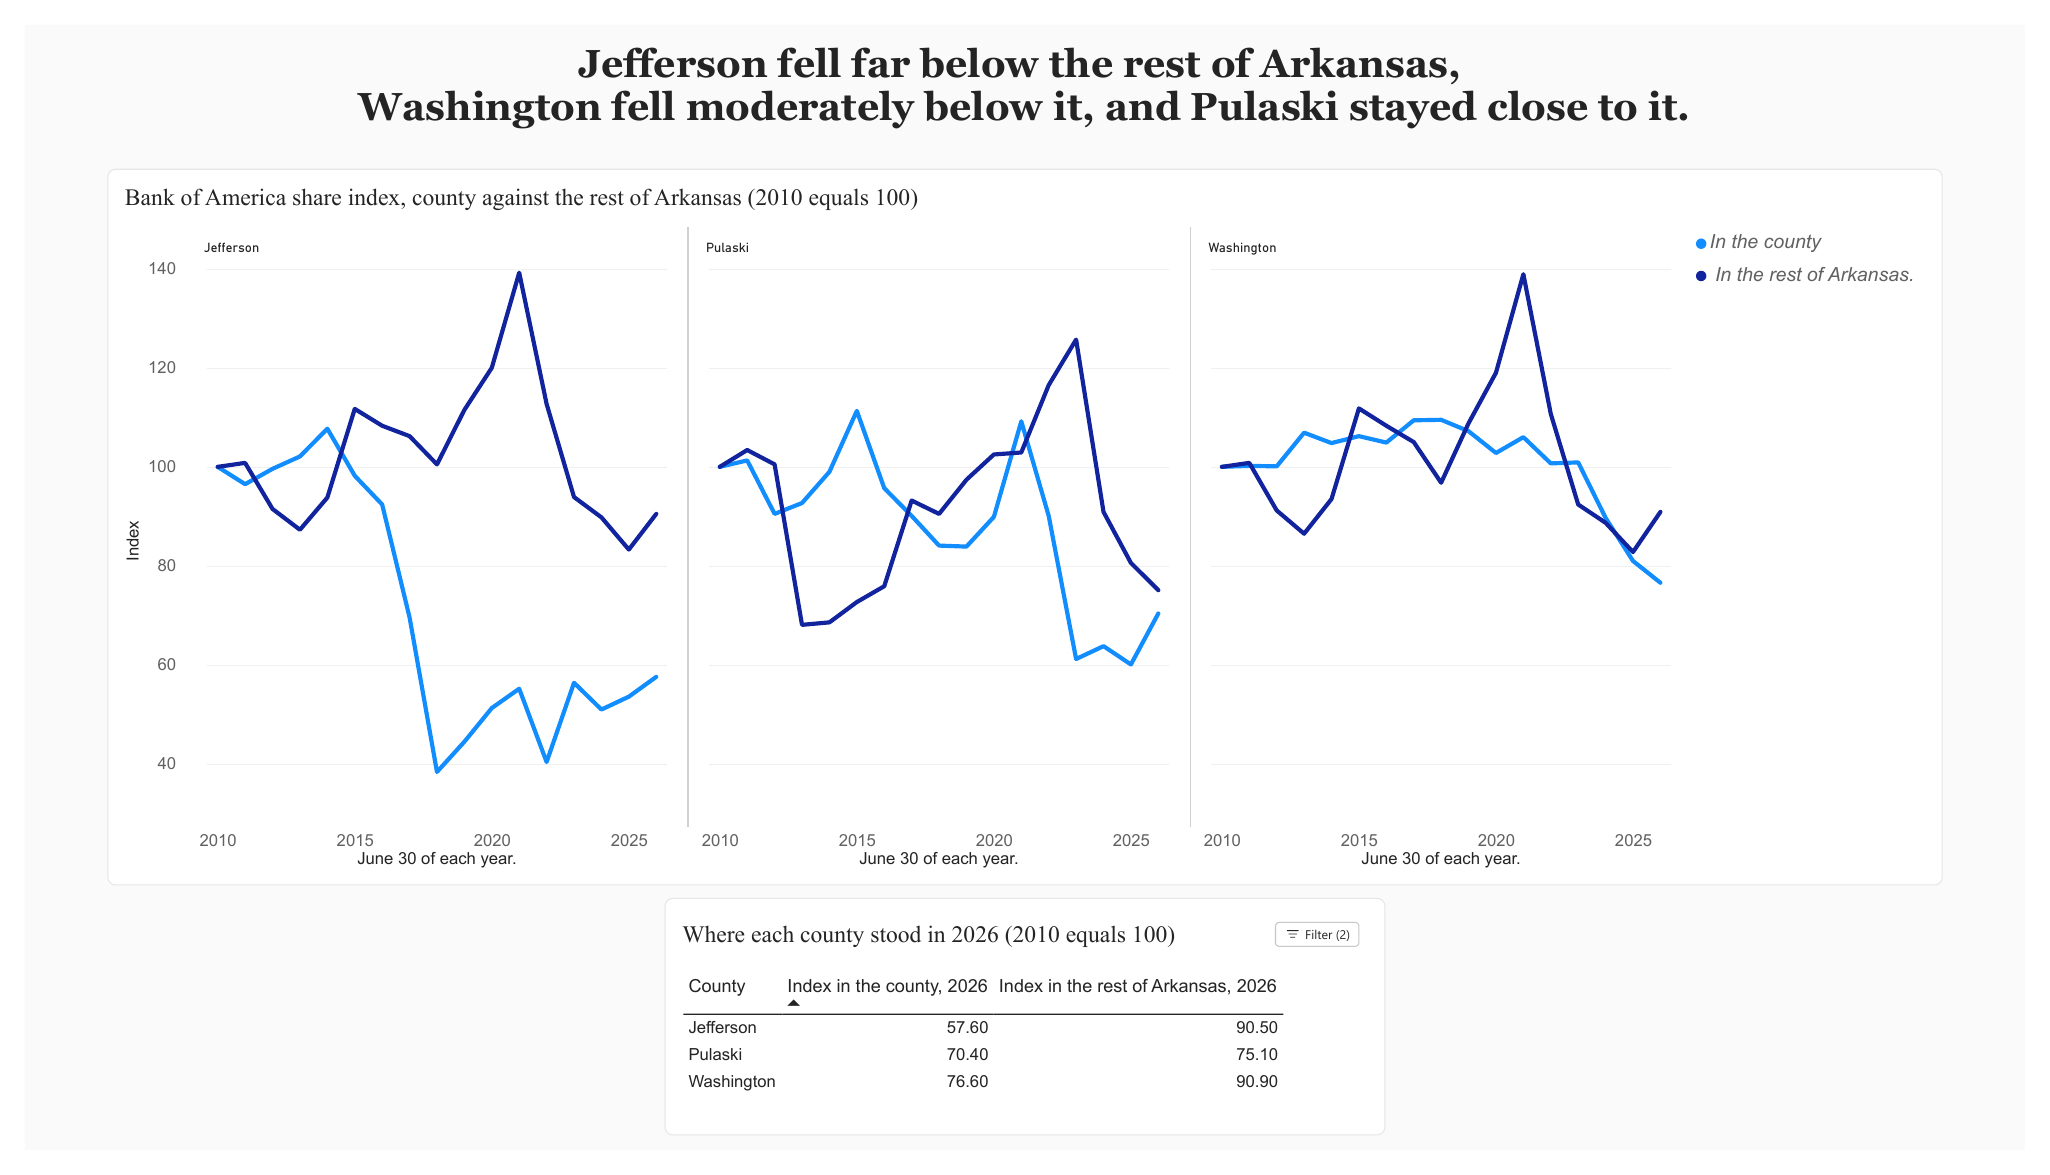 Jefferson fell far below the rest of Arkansas,
Washington fell moderately below it, and Pulaski stayed close to it.
Bank of America share index, county against the rest of Arkansas (2010 equals 100)
Jefferson
Pulaski
Washington
In the county
In the rest of Arkansas.
140
120
100
80
60
40
Index
2010 2015 2020 2025
2010 2015 2020 2025
2010 2015 2020 2025
June 30 of each year.
June 30 of each year.
June 30 of each year.
Where each county stood in 2026 (2010 equals 100)
Filter (2)
County Index in the county, 2026 Index in the rest of Arkansas, 2026
Jefferson 57.60 90.50
Pulaski 70.40 75.10
Washington 76.60 90.90